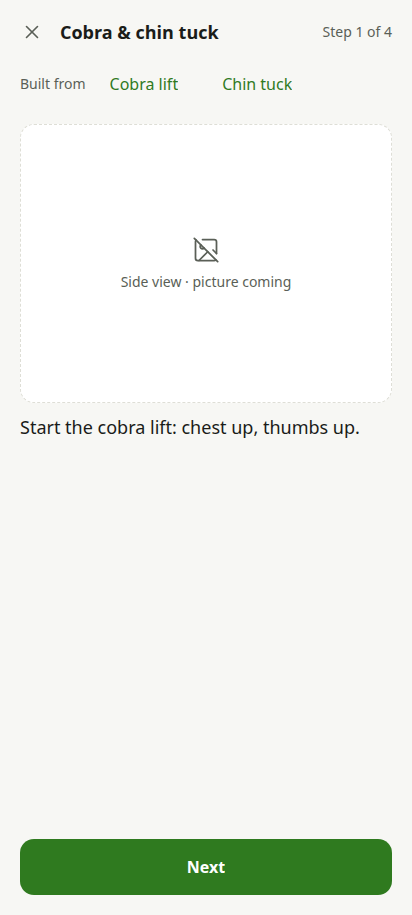 Cobra & chin tuck
Step 1 of 4
Built from Cobra lift Chin tuck
Side view · picture coming
Start the cobra lift: chest up, thumbs up.
Next